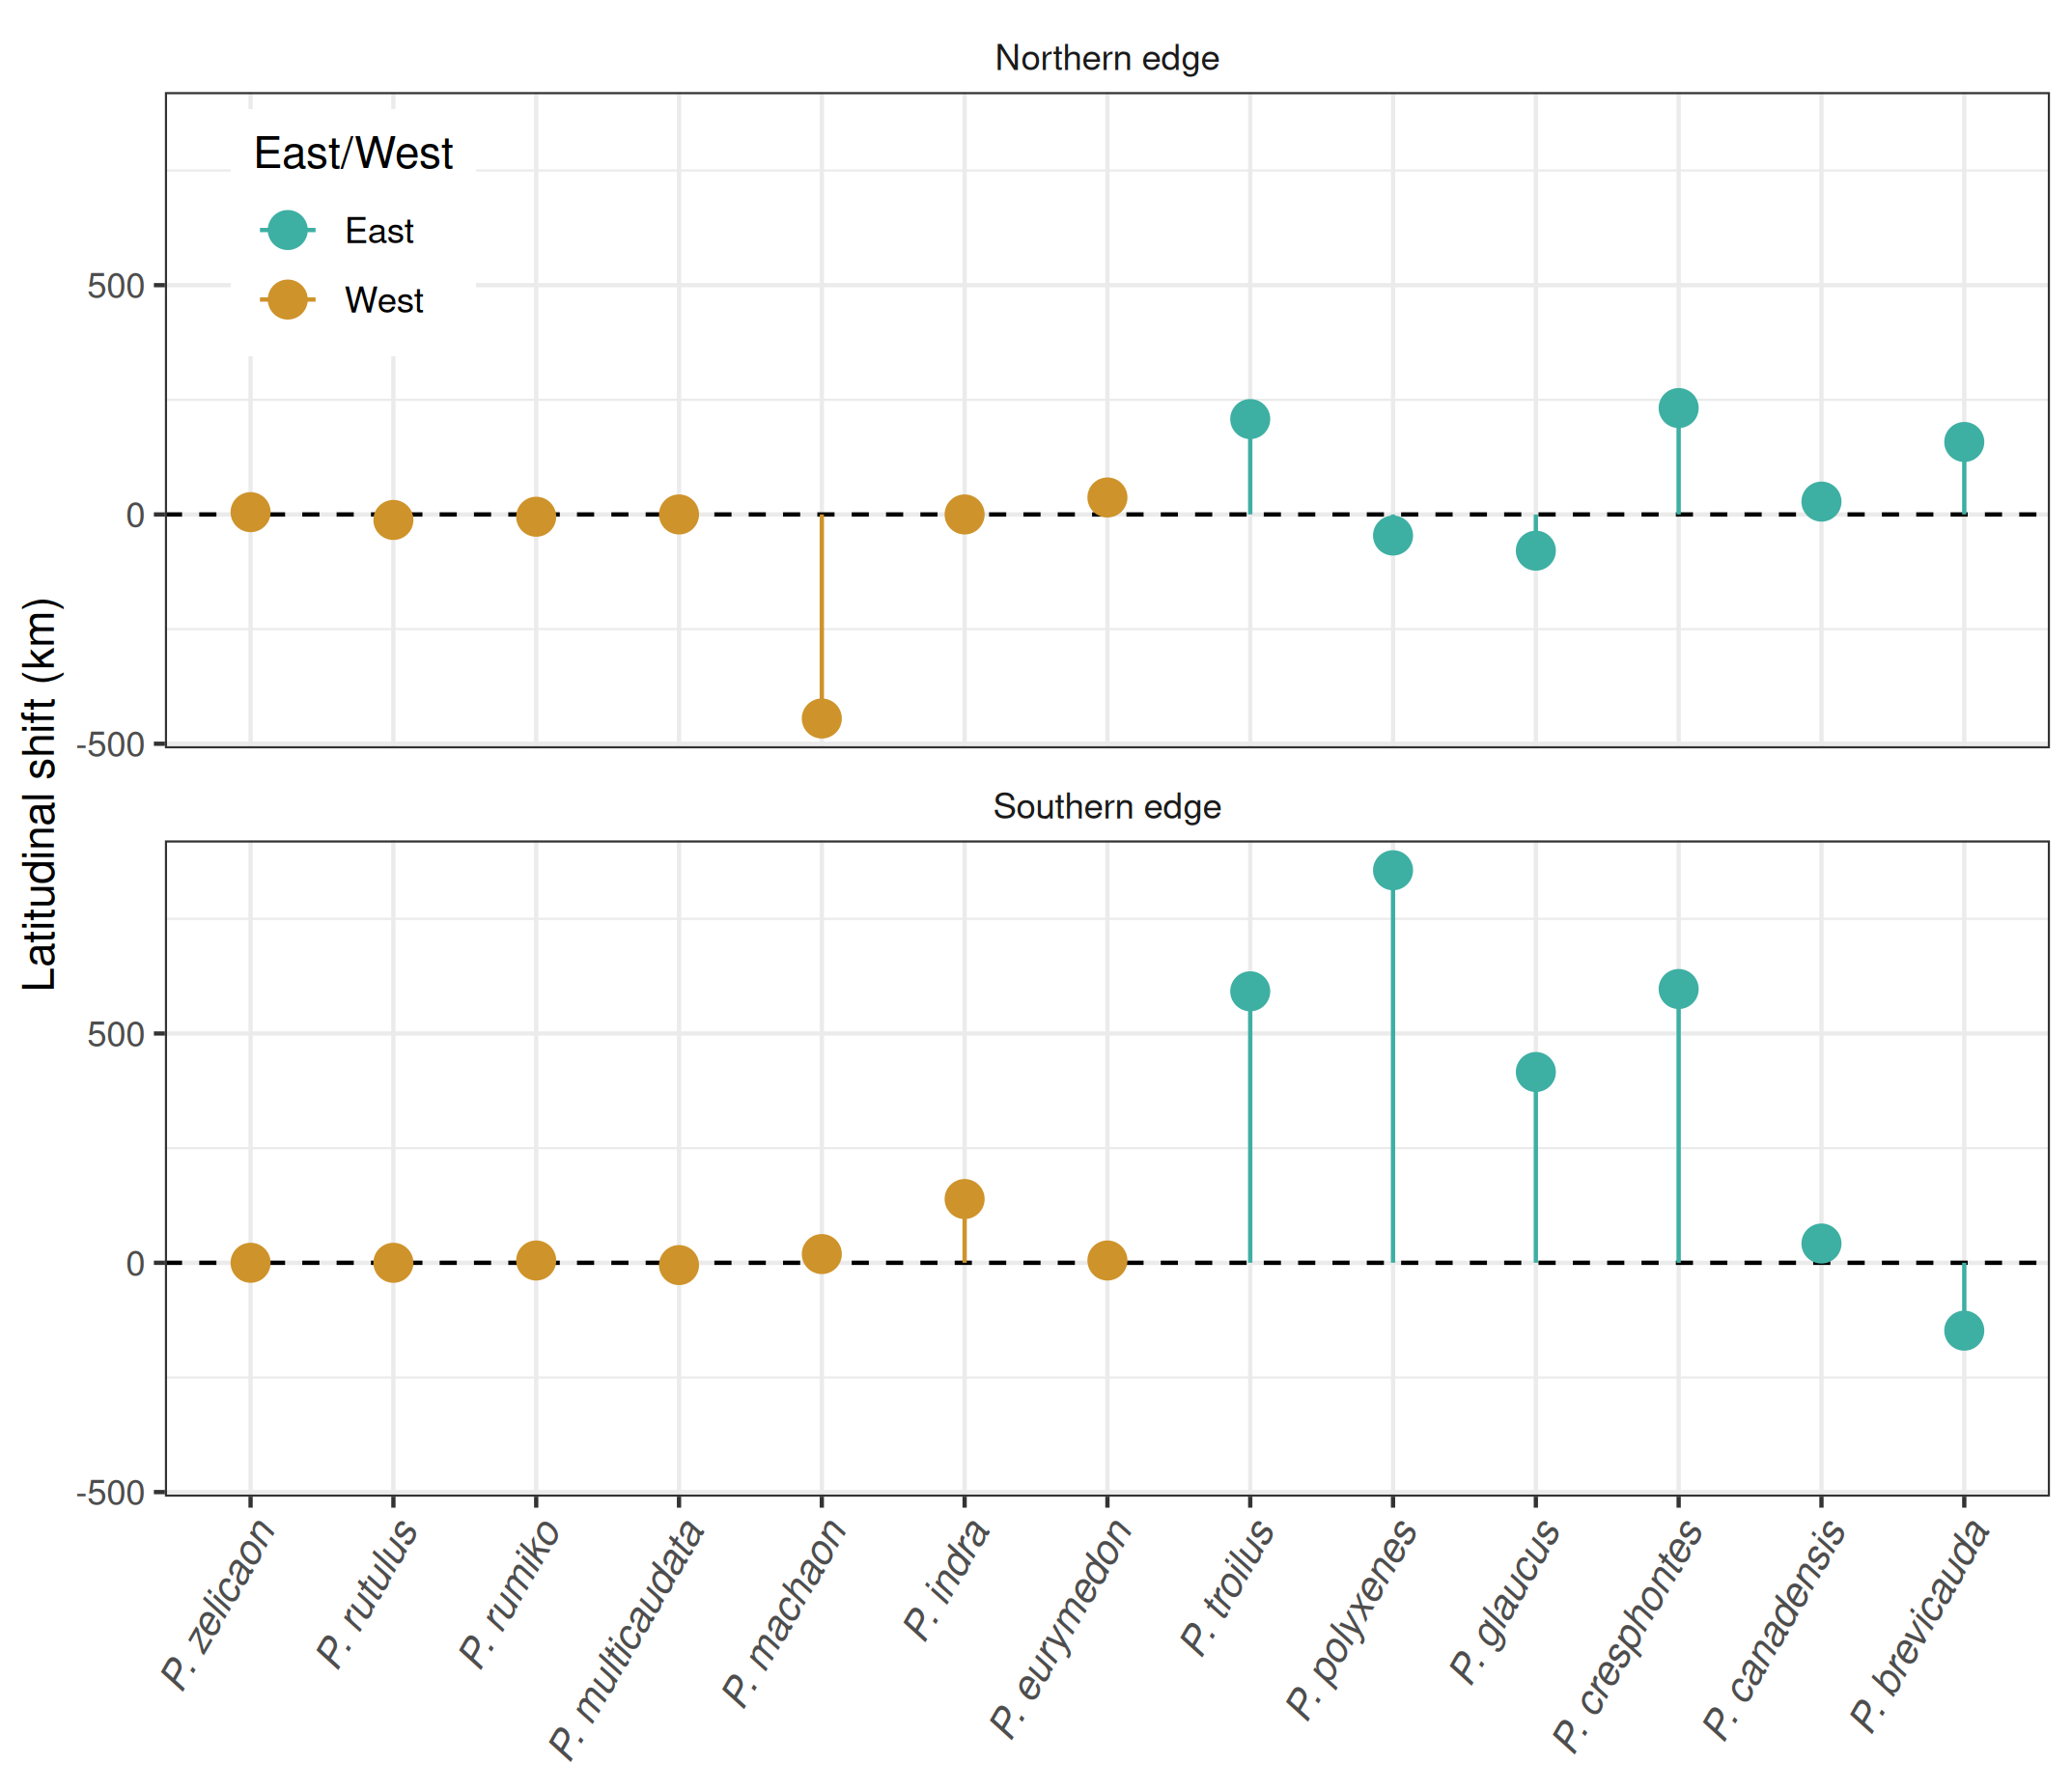 Northern edge
East/West
East
West
500
0
-500
Latitudinal shift (km)
Southern edge
500
0
-500
P. zelicaon
P. rutulus
P. rumiko
P. multicaudata
P. machaon
P. indra
P. eurymedon
P. troilus
P. polyxenes
P. glaucus
P. cresphontes
P. canadensis
P. brevicauda